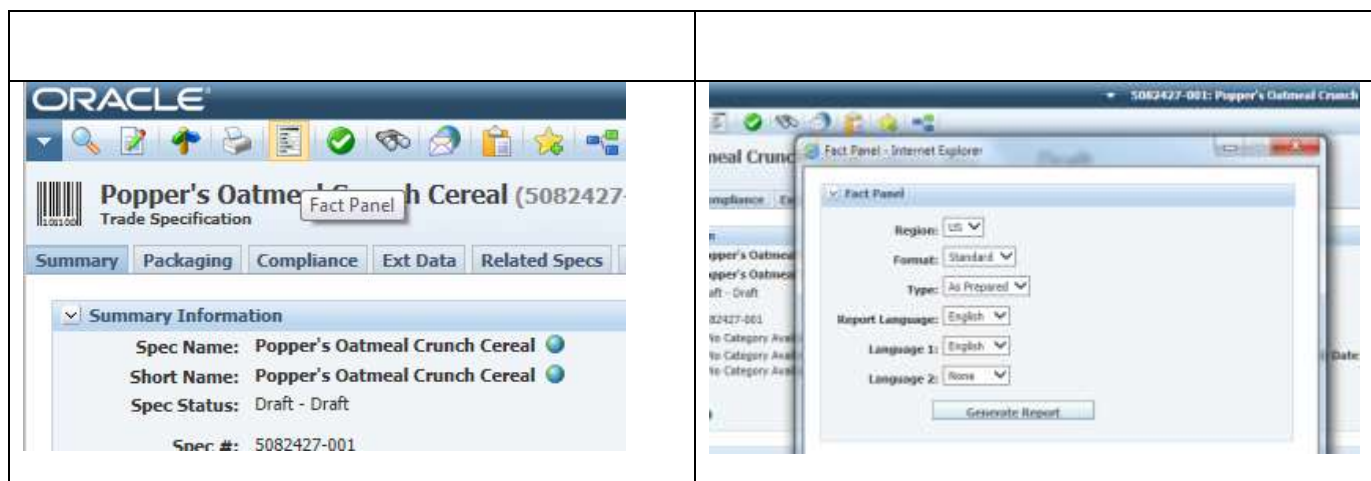 ORACLE
Popper's Oatmeal Crunch Cereal (5082427-
Fact Panel
Trade Specification
Summary Packaging Compliance Ext Data Related Specs
Summary Information
Spec Name: Popper's Oatmeal Crunch Cereal
Short Name: Popper's Oatmeal Crunch Cereal
Spec Status: Draft - Draft
Spec #: 5082427-001
5082427-001: Popper's Oatmeal Crunch
Fact Panel - Internet Explorer
Fact Panel
Region: US
Format: Standard
Type: As Prepared
Report Language: English
Language 1: English
Language 2: None
Generate Report
Date